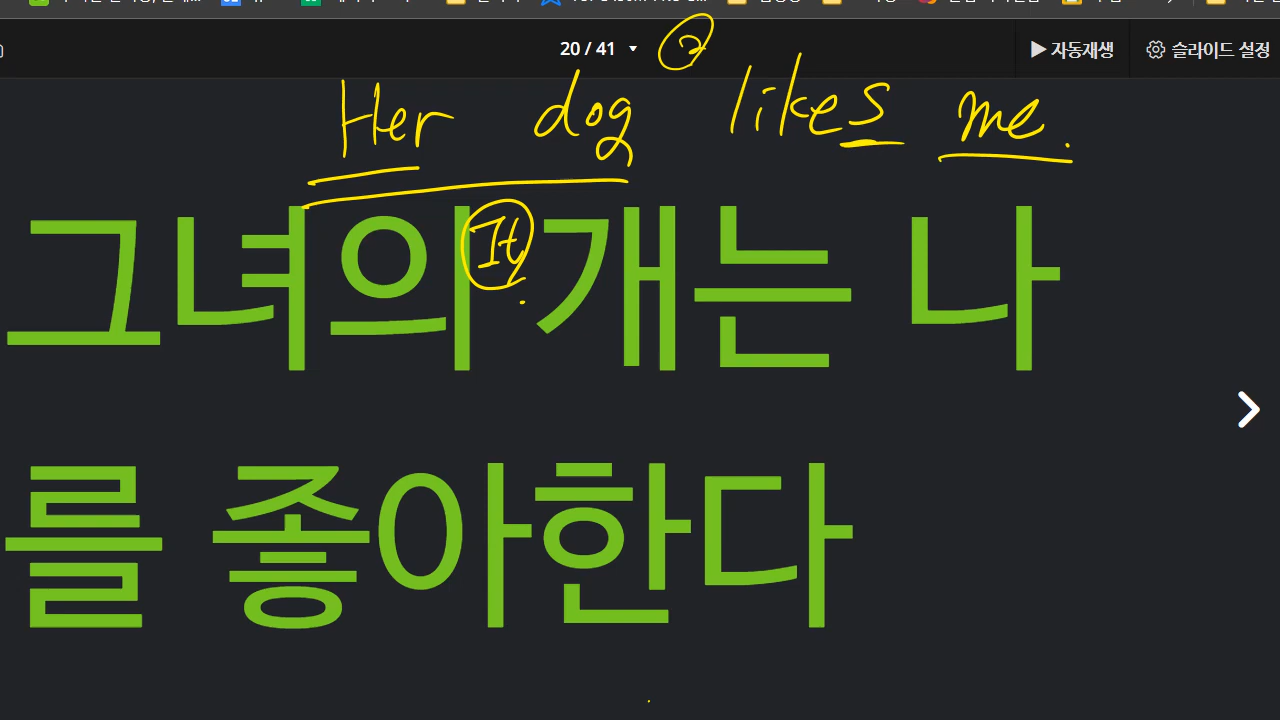 20 / 41
자동재생
슬라이드 설정
2
Her dog likes me.
It
그녀의 개는 나
를 좋아한다